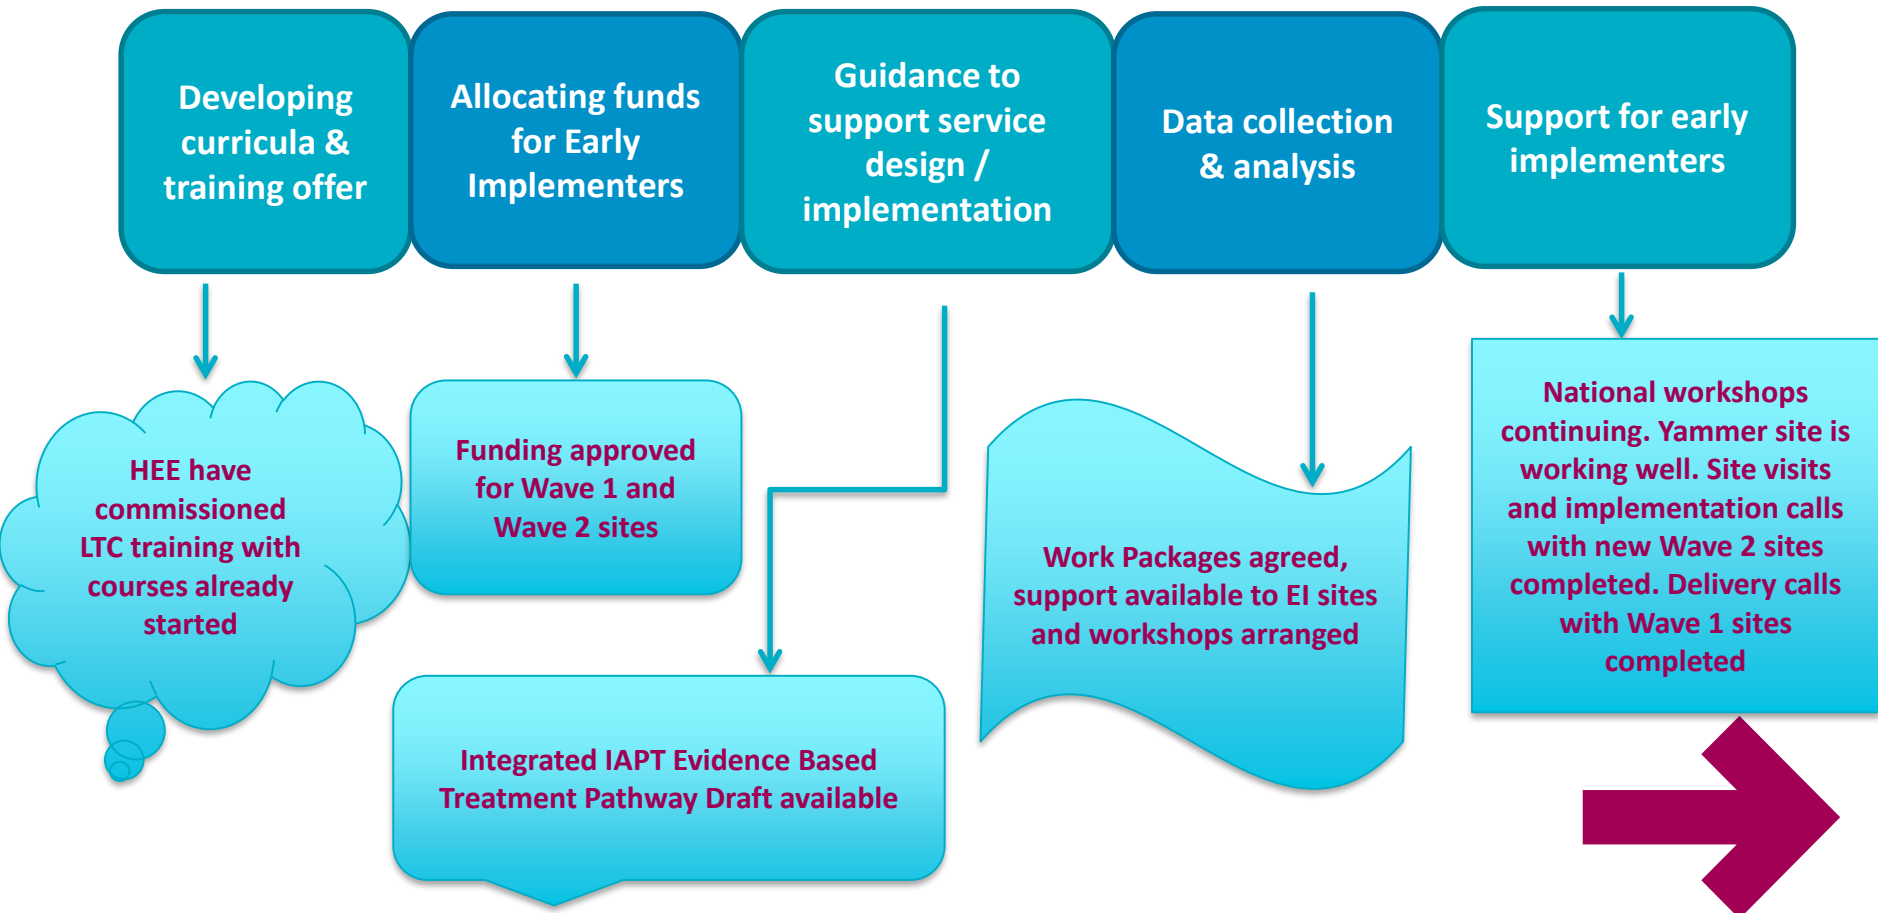 Developing
curricula &
training offer
Allocating funds
for Early
Implementers
Guidance to
support service
design /
implementation
Data collection
& analysis
Support for early
implementers
HEE have
commissioned
LTC training with
courses already
started
Funding approved
for Wave 1 and
Wave 2 sites
Integrated IAPT Evidence Based
Treatment Pathway Draft available
Work Packages agreed,
support available to EI sites
and workshops arranged
National workshops
continuing. Yammer site is
working well. Site visits
and implementation calls
with new Wave 2 sites
completed. Delivery calls
with Wave 1 sites
completed